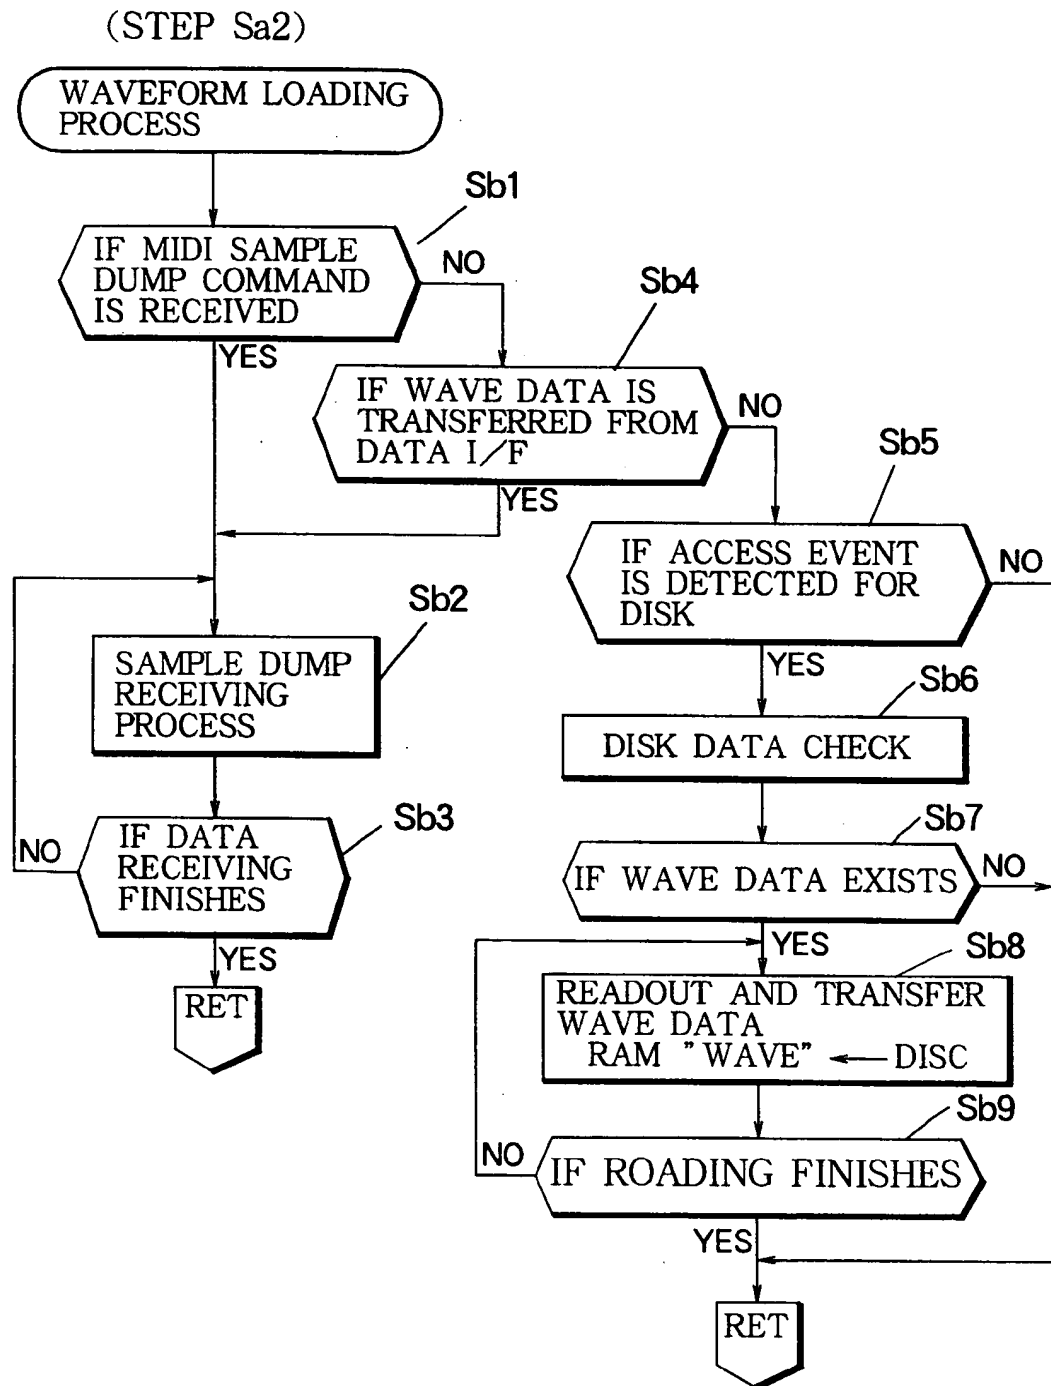 (STEP Sa2)
WAVEFORM LOADING
PROCESS
Sb1
IF MIDI SAMPLE
DUMP COMMAND
IS RECEIVED
NO
YES
Sb4
IF WAVE DATA IS
TRANSFERRED FROM
DATA I/F
NO
YES
Sb5
IF ACCESS EVENT
IS DETECTED FOR
DISK
NO
YES
Sb2
SAMPLE DUMP
RECEIVING
PROCESS
Sb6
DISK DATA CHECK
Sb3
IF DATA
RECEIVING
FINISHES
NO
YES
RET
Sb7
IF WAVE DATA EXISTS
NO
YES
Sb8
READOUT AND TRANSFER
WAVE DATA
RAM "WAVE" ← DISC
Sb9
IF ROADING FINISHES
NO
YES
RET